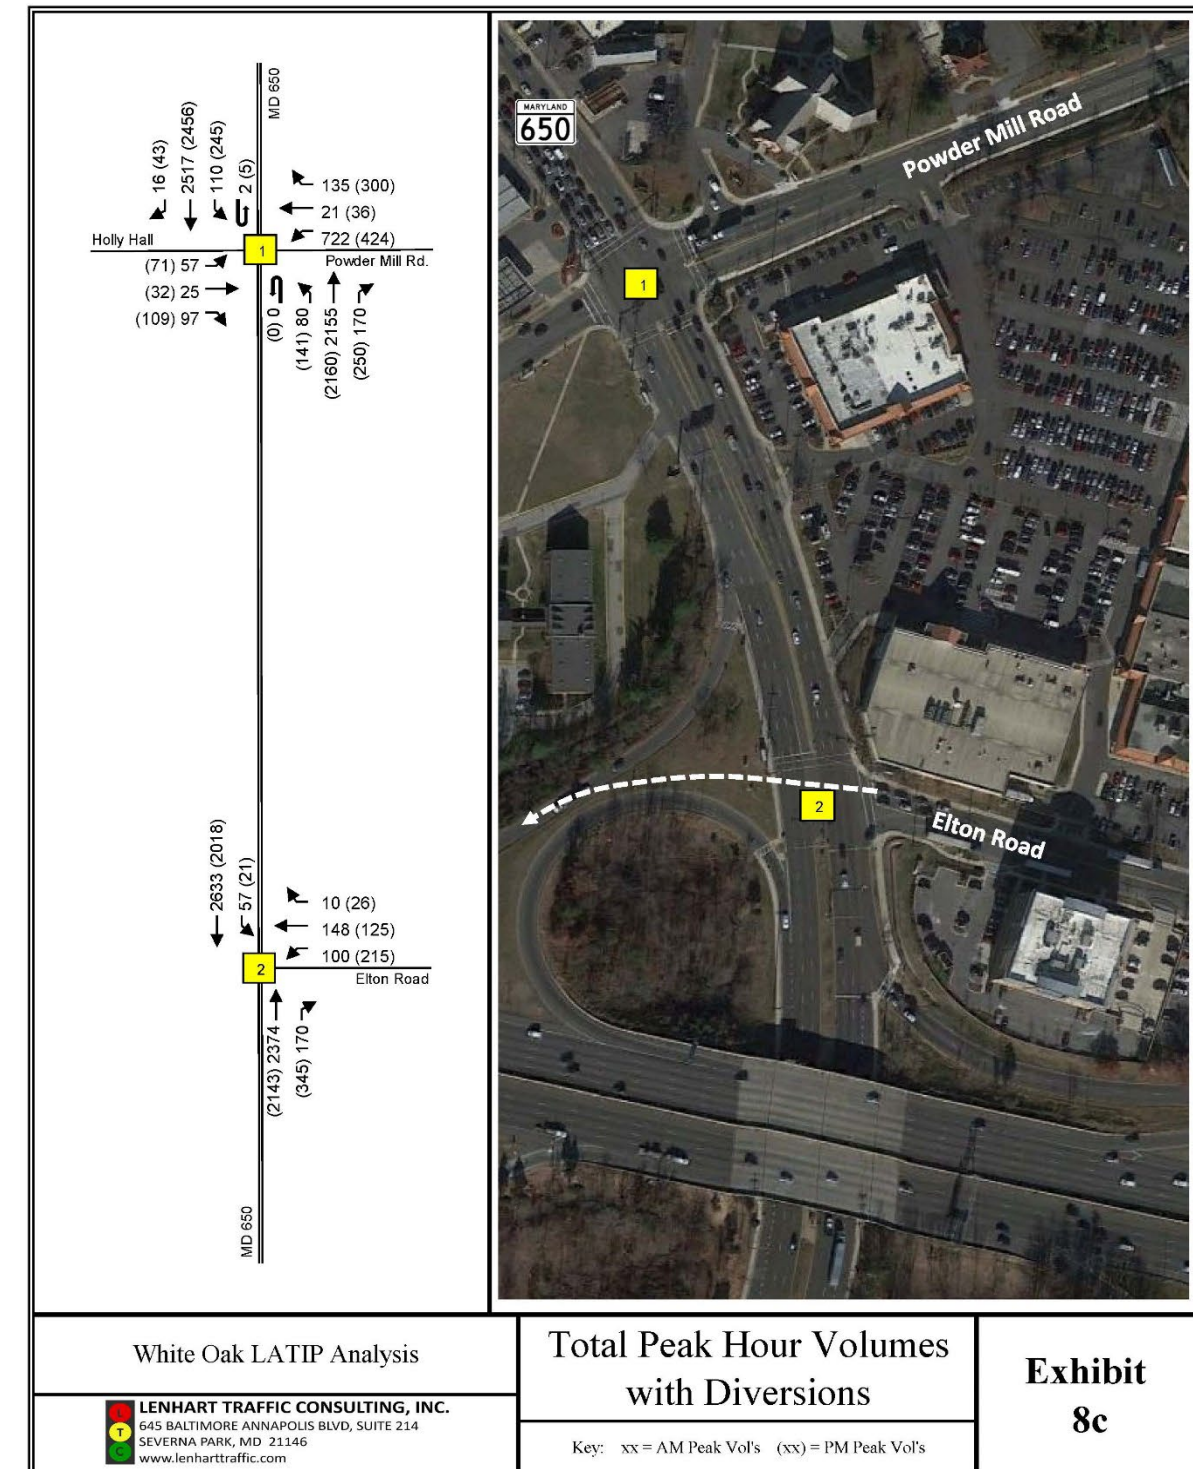 MD 650
16 (43)
2517 (2456)
110 (245)
2 (5)
135 (300)
21 (36)
722 (424)
Holly Hall
1
Powder Mill Rd.
(71) 57
(32) 25
(109) 97
(0) 0
(141) 80
(2160) 2155
(250) 170
2633 (2018)
57 (21)
10 (26)
148 (125)
100 (215)
2
Elton Road
(2143) 2374
(345) 170
MD 650
MARYLAND
650
Powder Mill Road
1
2
Elton Road
White Oak LATIP Analysis
L
T
C
LENHART TRAFFIC CONSULTING, INC.
645 BALTIMORE ANNAPOLIS BLVD, SUITE 214
SEVERNA PARK, MD 21146
www.lenharttraffic.com
Total Peak Hour Volumes
with Diversions
Key: xx = AM Peak Vol's (xx) = PM Peak Vol's
Exhibit
8c